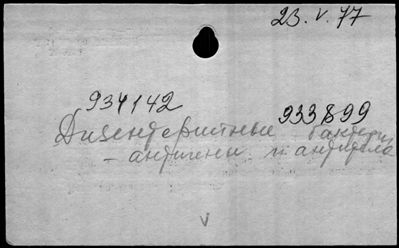 23.V.77
934142
933899
Дизентерийные бактерии
- антигены и антитела
v